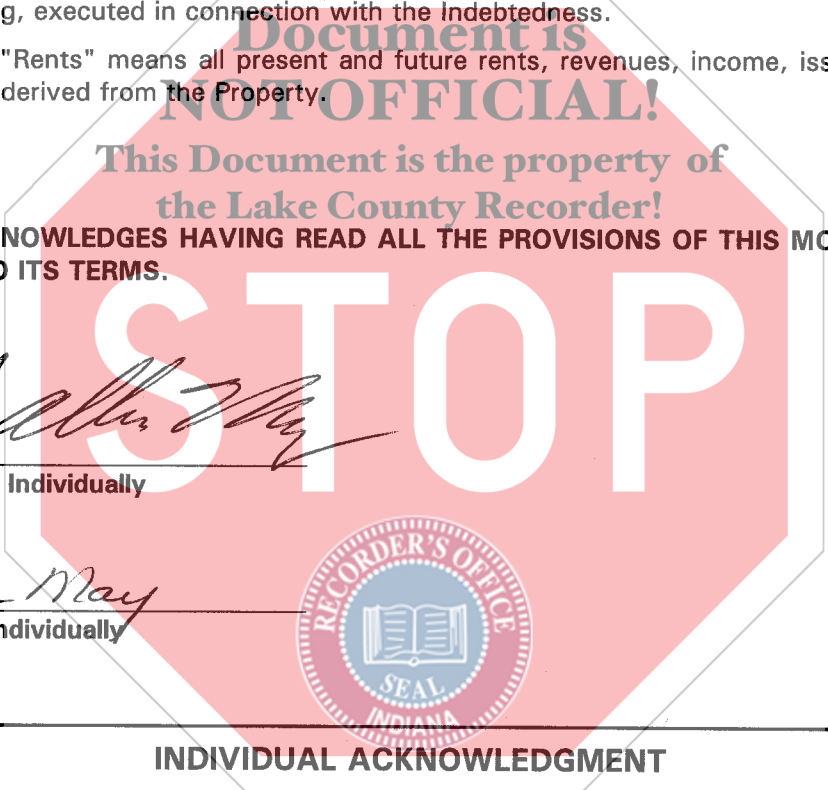 g, executed in connection with the Indebtedness.
Document is
"Rents" means all present and future rents, revenues, income, iss
derived from the Property.
NOT OFFICIAL!
This Document is the property of
the Lake County Recorder!
NOWLEDGES HAVING READ ALL THE PROVISIONS OF THIS MO
ITS TERMS.
STOP
Individually
May
ndividually
RECORDER'S OFFICE
SEAL
INDIANA
INDIVIDUAL ACKNOWLEDGMENT